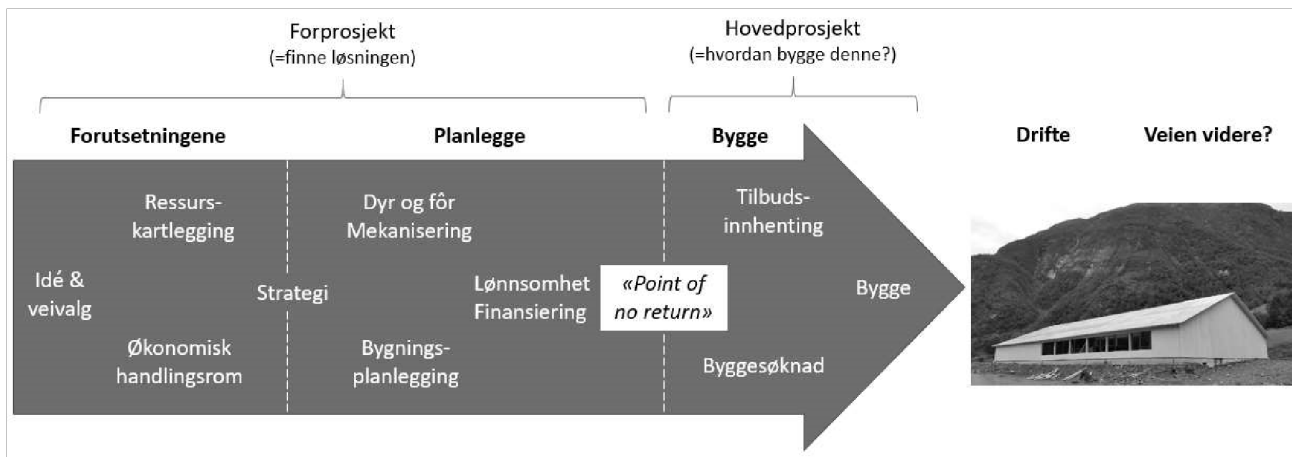 Forprosjekt
(=finne løsningen)
Hovedprosjekt
(=hvordan bygge denne?)
Forutsetningene
Planlegge
Bygge
Drifte
Veien videre?
Ressurs-
kartlegging
Idé &
veivalg
Økonomisk
handlingsrom
Strategi
Dyr og fôr
Mekanisering
Lønnsomhet
Finansiering
Bygnings-
planlegging
«Point of
no return»
Tilbuds-
innhenting
Byggesøknad
Bygge